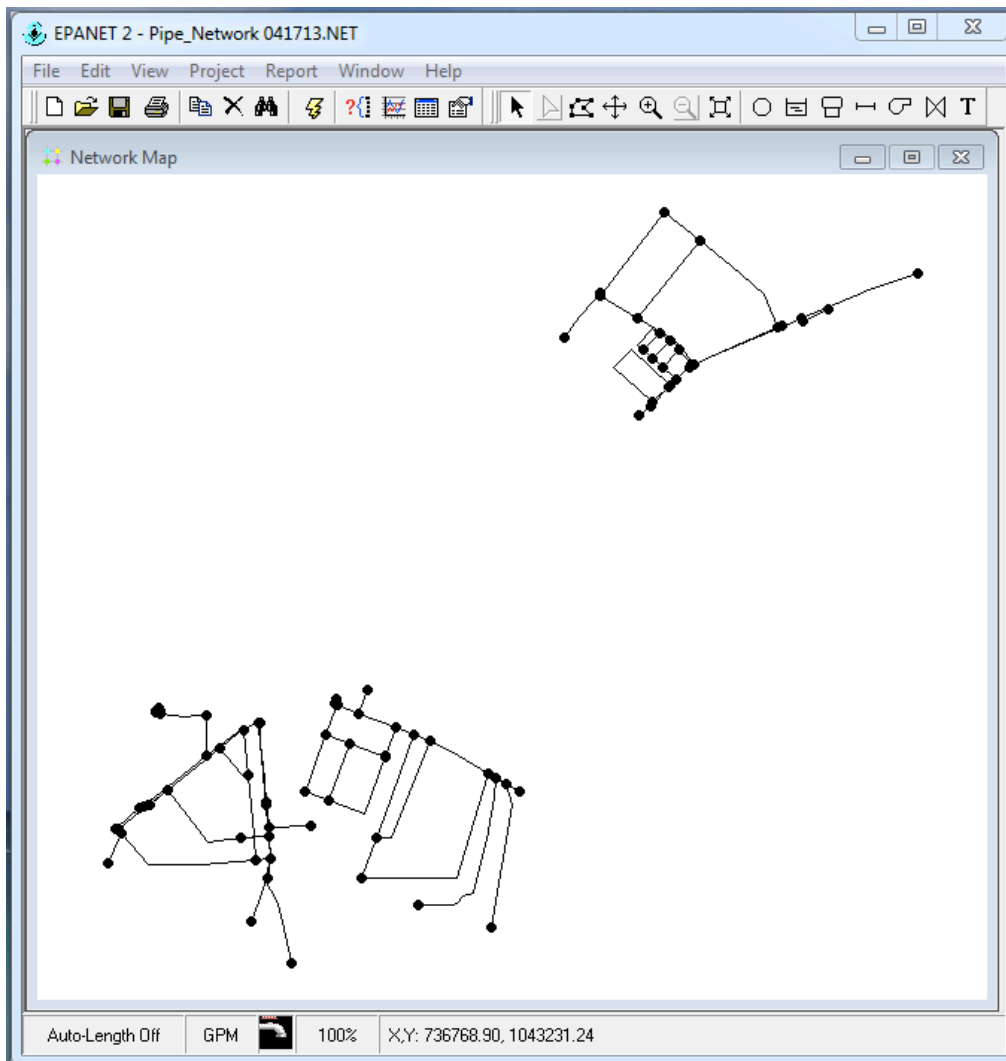 EPANET 2 - Pipe_Network 041713.NET
File Edit View Project Report Window Help
T
Network Map
Auto-Length Off GPM 100% X,Y: 736768.90, 1043231.24